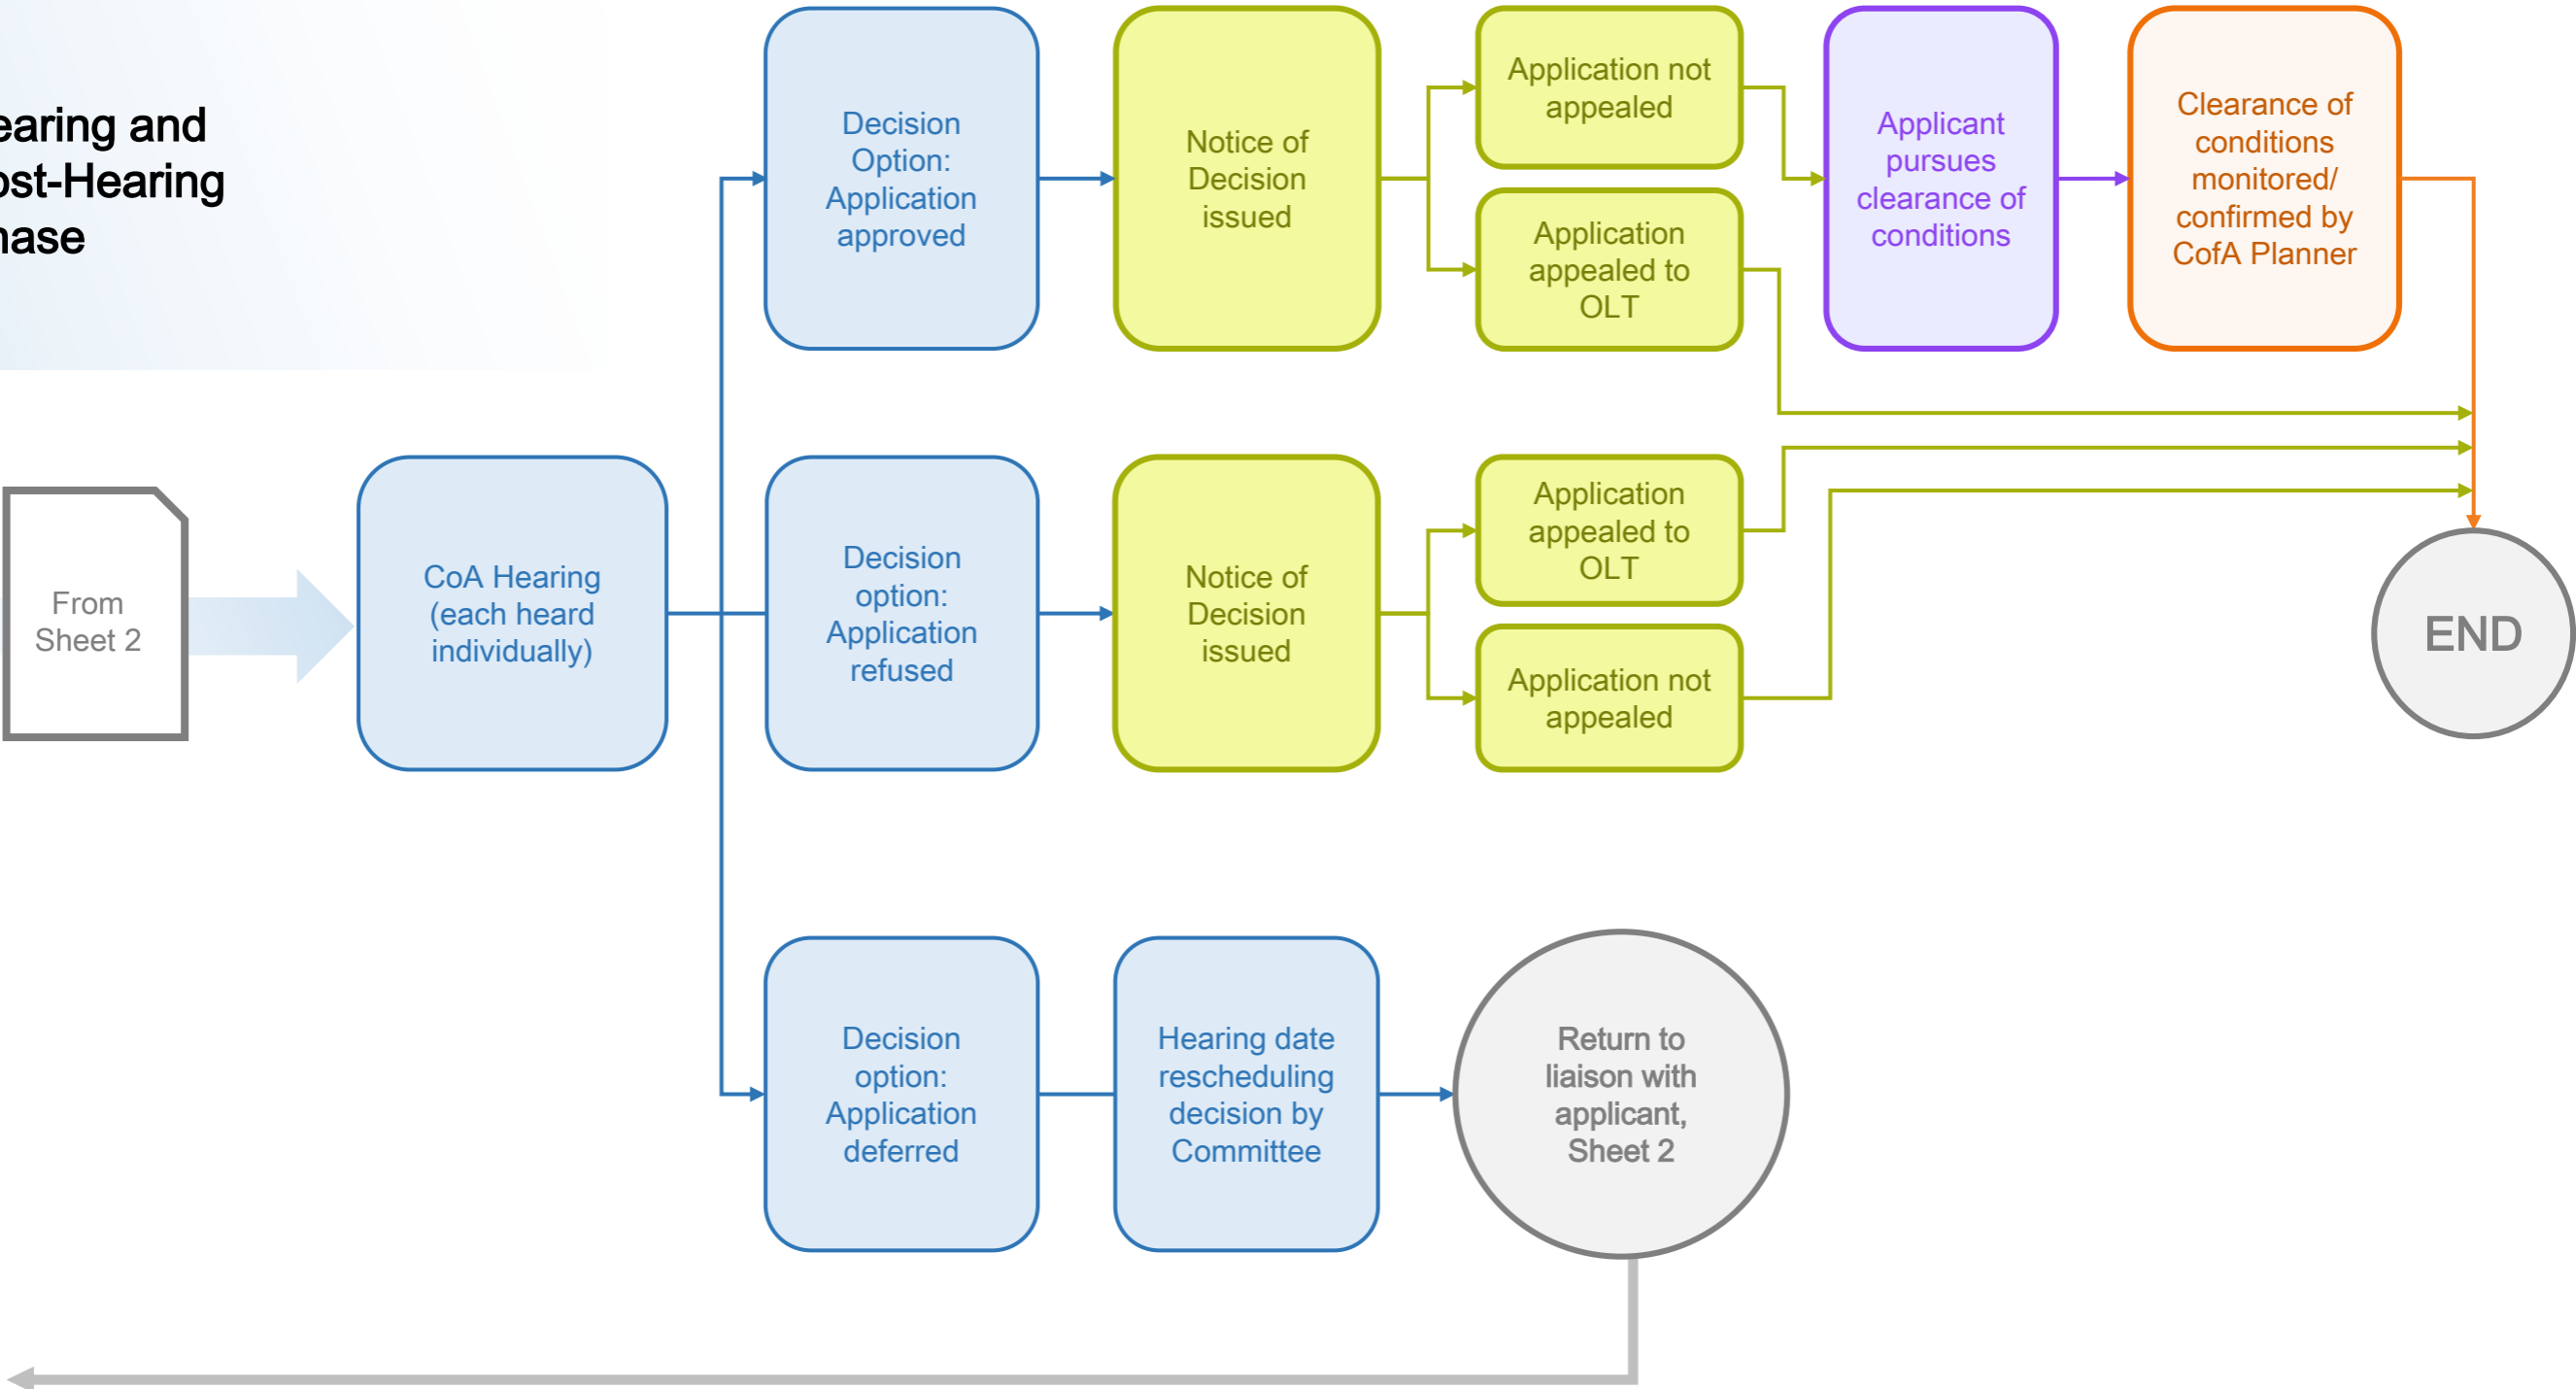 earing and
ost-Hearing
hase
Decision
Option:
Application
approved
Notice of
Decision
issued
Application not
appealed
Application
appealed to
OLT
Applicant
pursues
clearance of
conditions
Clearance of
conditions
monitored/
confirmed by
CofA Planner
From
Sheet 2
CoA Hearing
(each heard
individually)
Decision
option:
Application
refused
Notice of
Decision
issued
Application
appealed to
OLT
Application not
appealed
END
Decision
option:
Application
deferred
Hearing date
rescheduling
decision by
Committee
Return to
liaison with
applicant,
Sheet 2